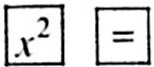 x² =